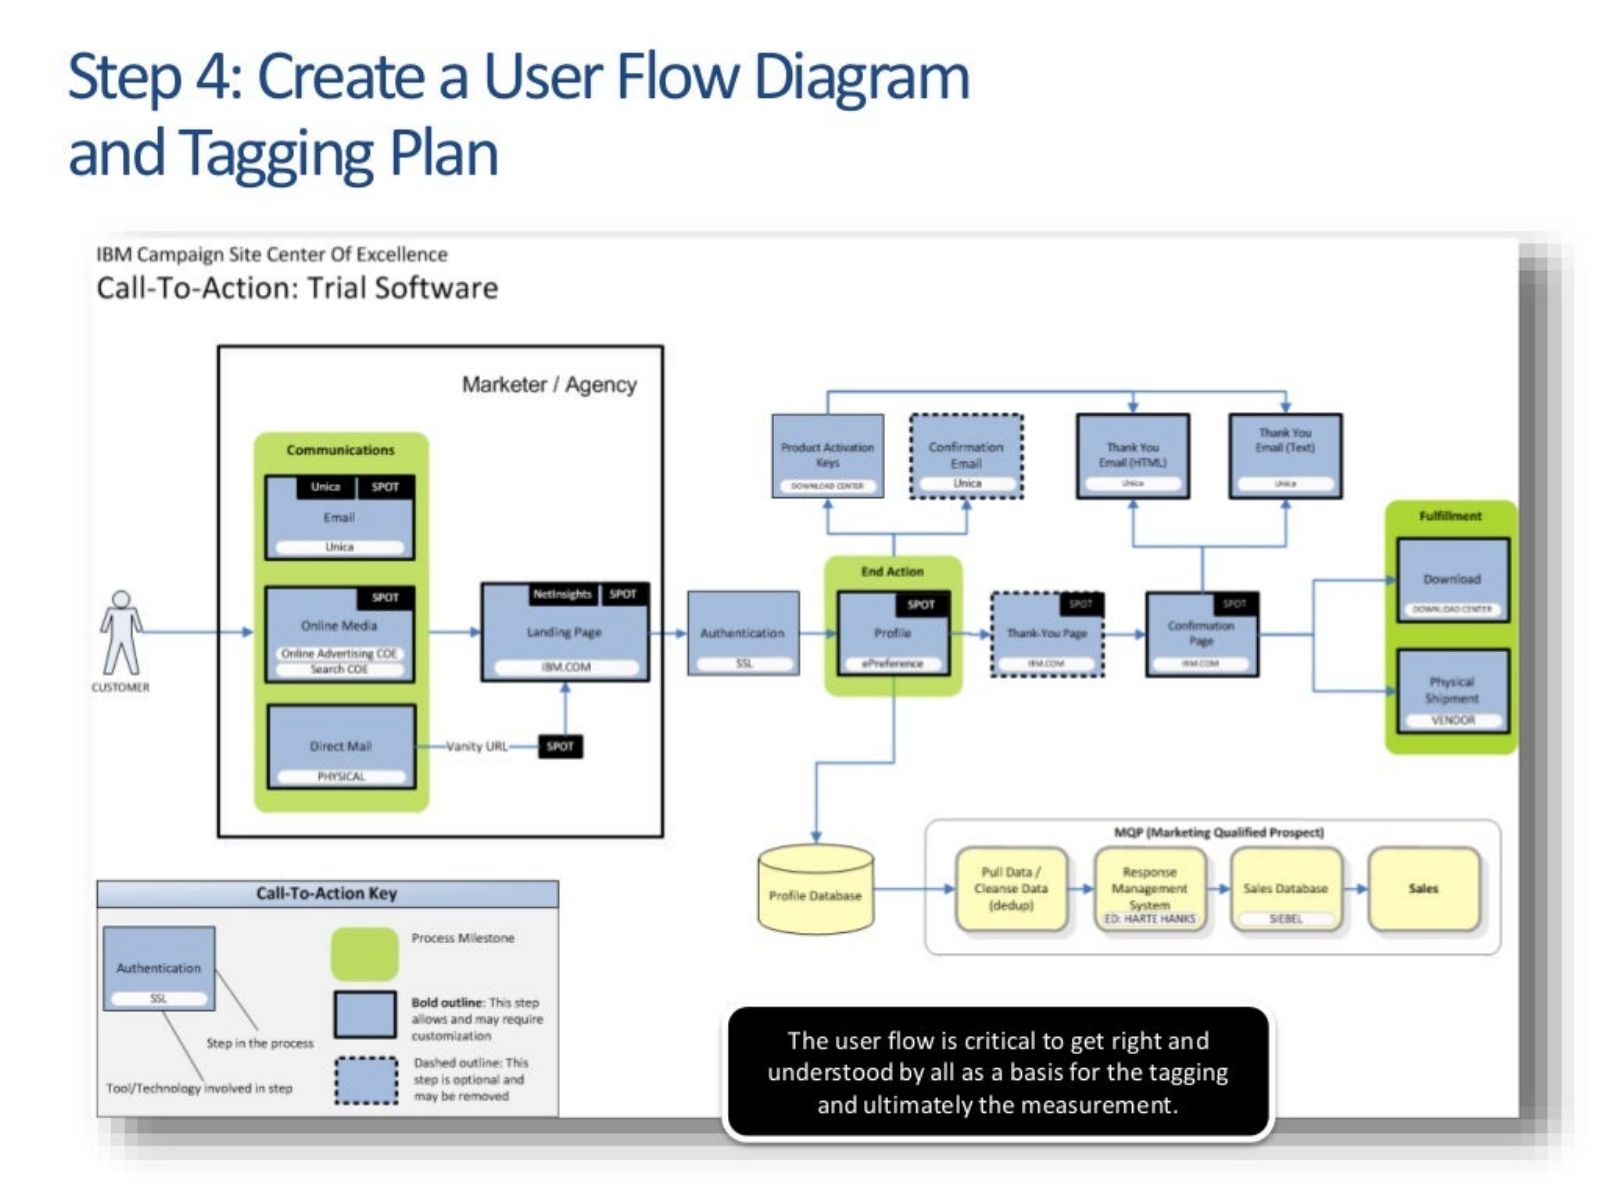 Step 4: Create a User Flow Diagram
and Tagging Plan
IBM Campaign Site Center Of Excellence
Call-To-Action: Trial Software
Marketer / Agency
Communications
Unica
SPOT
Email
Unica
SPOT
Online Media
Online Advertising COE
Search COE
Direct Mail
PHYSICAL
CUSTOMER
Vanity URL
SPOT
NetInsights
SPOT
Landing Page
IBM.COM
Authentication
SSL
Product Activation
Keys
DOWNLOAD CENTER
Confirmation
Email
Unica
Thank You
Email (HTML)
Unica
Thank You
Email (Text)
Unica
End Action
SPOT
Profile
ePreference
SPOT
Thank-You Page
IBM.COM
SPOT
Confirmation
Page
IBM.COM
Fulfillment
Download
DOWNLOAD CENTER
Physical
Shipment
VENDOR
Profile Database
MQP (Marketing Qualified Prospect)
Pull Data /
Cleanse Data
(dedup)
Response
Management
System
ED: HARTE HANKS
Sales Database
SIEBEL
Sales
Call-To-Action Key
Authentication
SSL
Step in the process
Tool/Technology involved in step
Process Milestone
Bold outline: This step
allows and may require
customization
Dashed outline: This
step is optional and
may be removed
The user flow is critical to get right and
understood by all as a basis for the tagging
and ultimately the measurement.